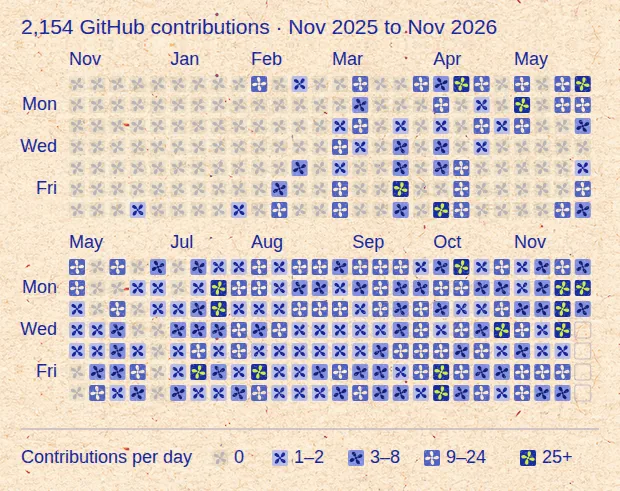 2,154 GitHub contributions · Nov 2025 to Nov 2026
Nov Jan Feb Mar Apr May
Mon
Wed
Fri
May Jul Aug Sep Oct Nov
Mon
Wed
Fri
Contributions per day 0 1–2 3–8 9–24 25+